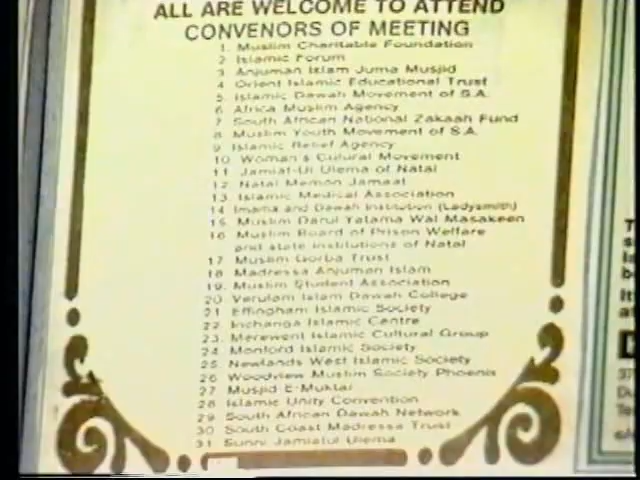 ALL ARE WELCOME TO ATTEND
CONVENORS OF MEETING
1. Muslim Charitable Foundation
2 Islamic Forum
3 Anjuman Islam Juma Musjid
4 Orient Islamic Educational Trust
5 Islamic Dawah Movement of S.A.
6 Africa Muslim Agency
7 South African National Zakaah Fund
8 Muslim Youth Movement of S.A.
9 Islamic Relief Agency
10 Woman's Cultural Movement
11 Jamiat-Ul Ulema of Natal
12 Natal Memon Jamaat
13 Islamic Medical Association
14 Imams and Dawah Institution (Ladysmith)
15 Muslim Darul Yatama Wal Masakeen
16 Muslim Board of Prison Welfare
and state institutions of Natal
17 Muslim Gorba Trust
18 Madressa Anjuman Islam
19 Muslim Student Association
20 Verulam Islam Dawah College
21 Effingham Islamic Society
22 Inchanga Islamic Centre
23 Merewent Islamic Cultural Group
24 Monford Islamic Society
25 Newlands West Islamic Society
26 Woodview Muslim Society Phoenix
27 Musjid E-Muktar
28 Islamic Unity Convention
29 South African Dawah Network
30 South Coast Madressa Trust
31 Sunni Jamiatul Ulema